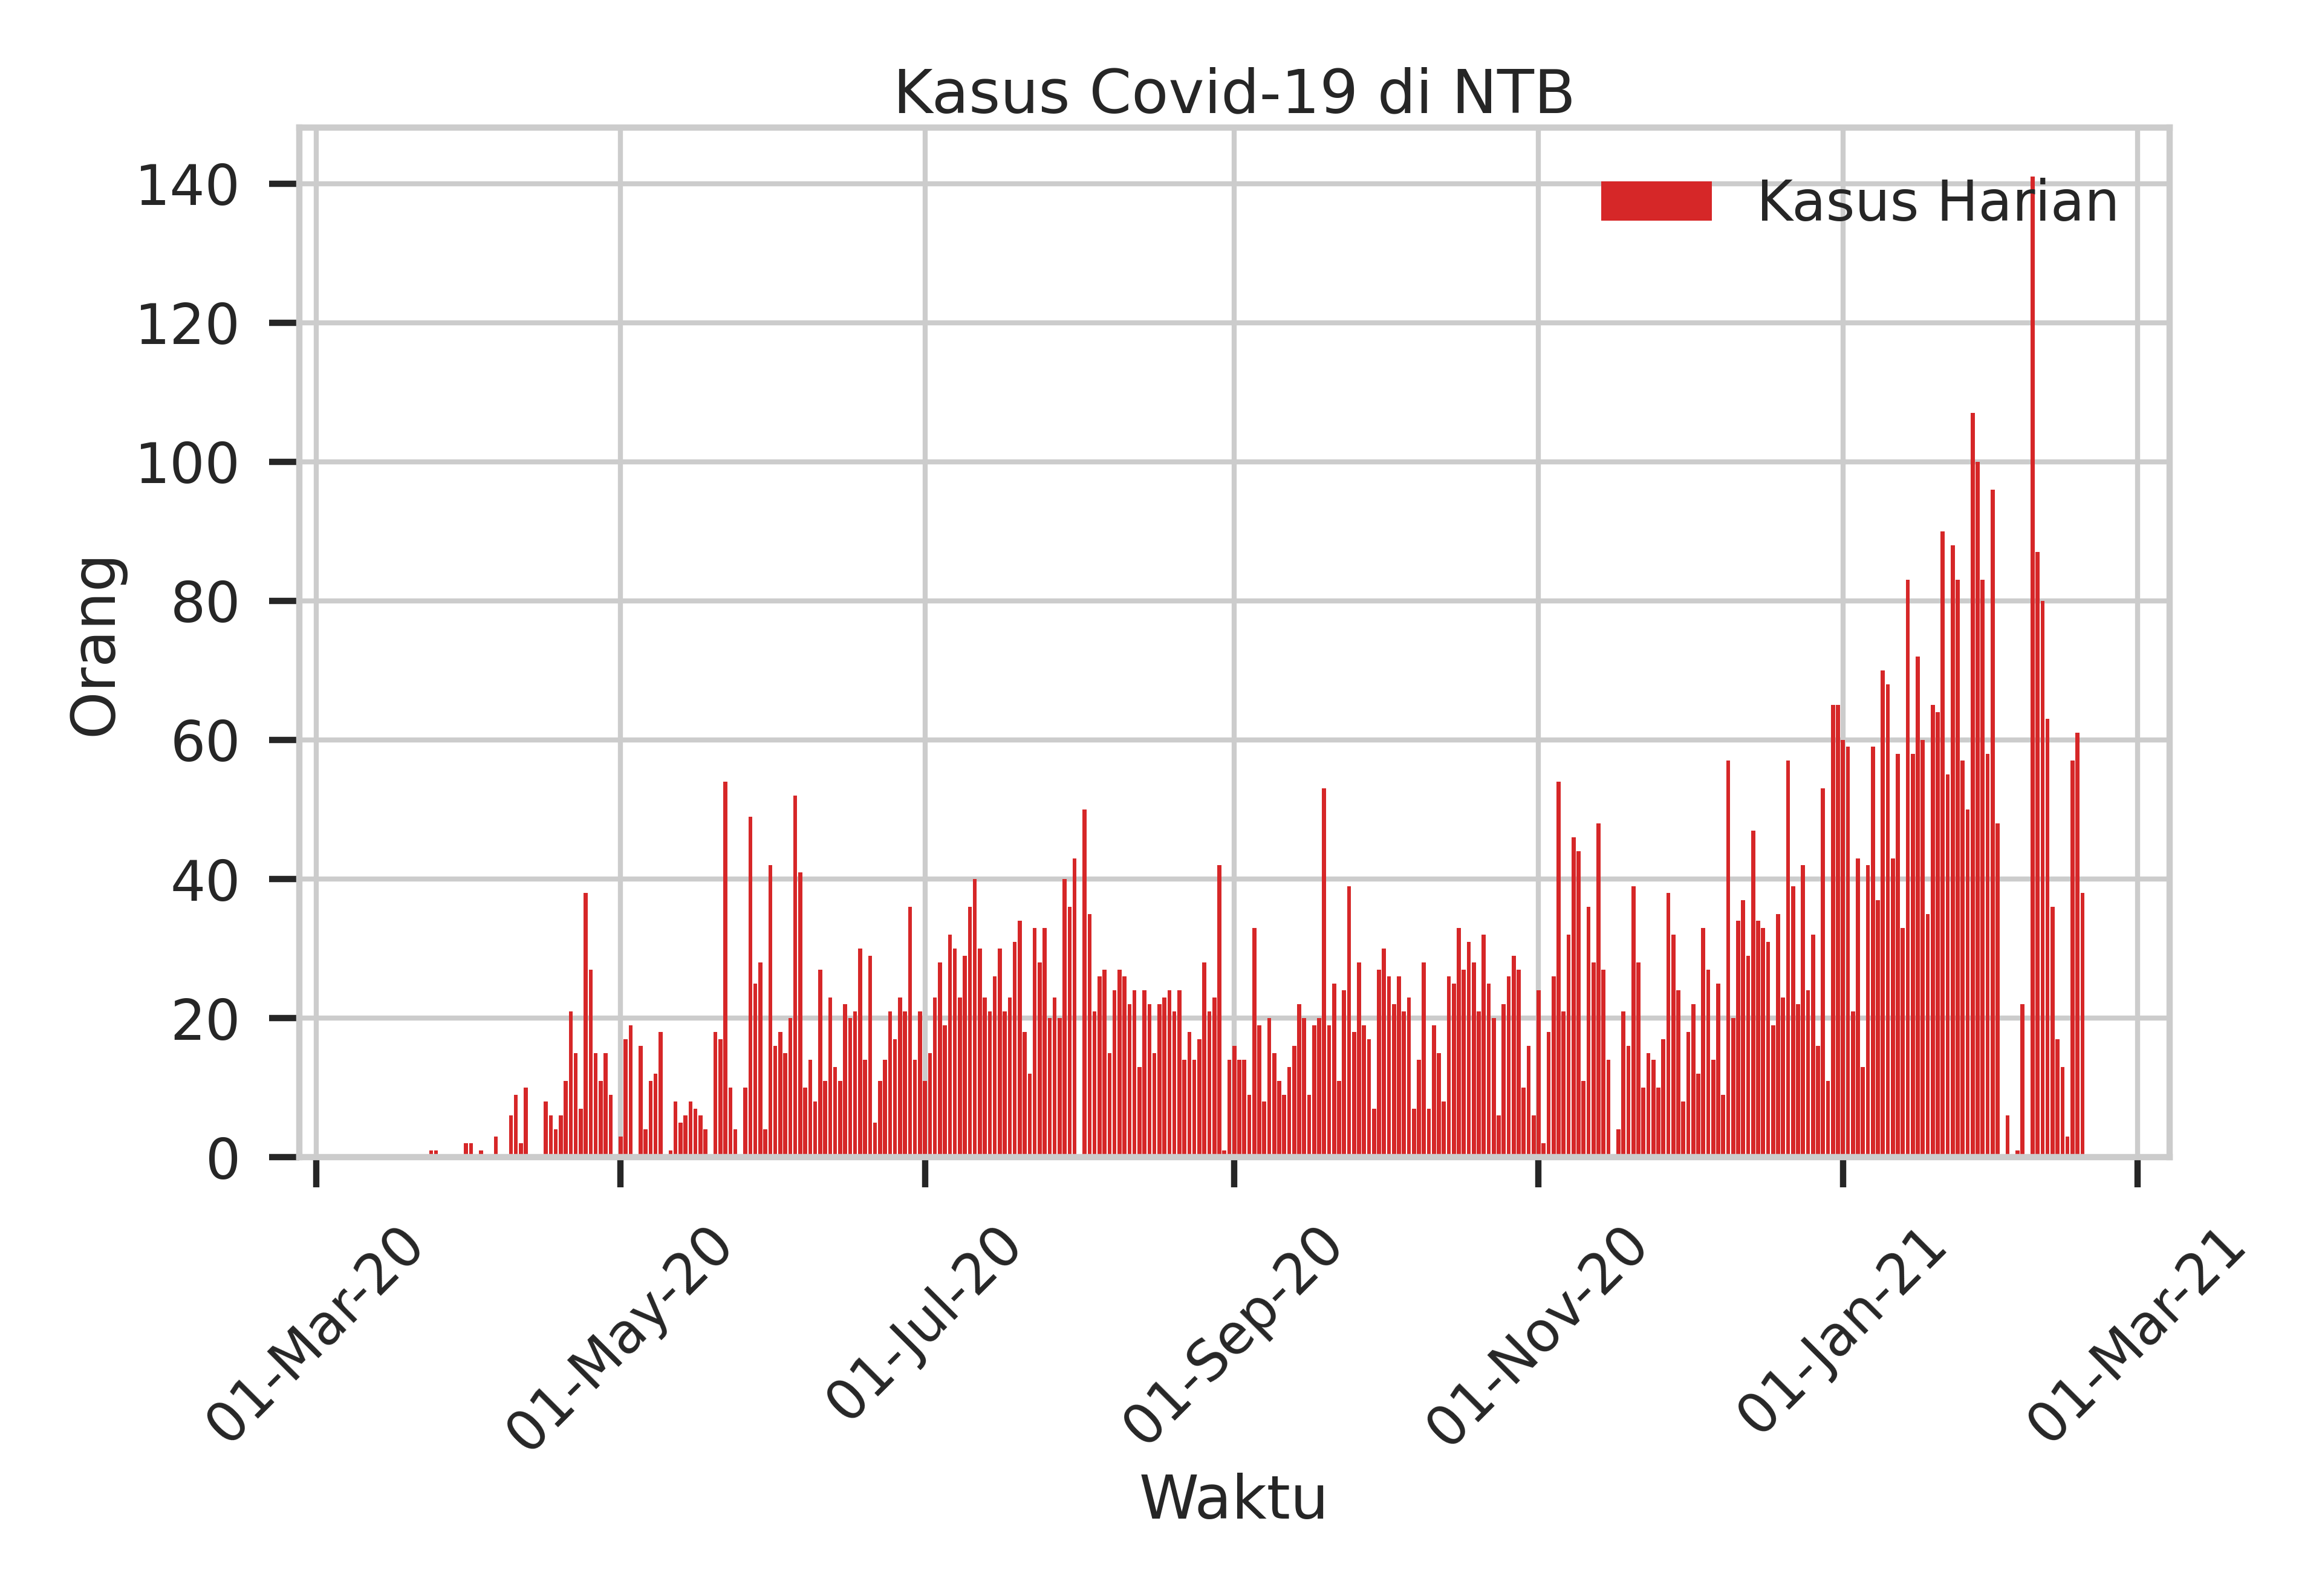 Kasus Covid-19 di NTB
Kasus Harian
140
120
100
80
60
40
20
0
Orang
01-Mar-20
01-May-20
01-Jul-20
01-Sep-20
01-Nov-20
01-Jan-21
01-Mar-21
Waktu